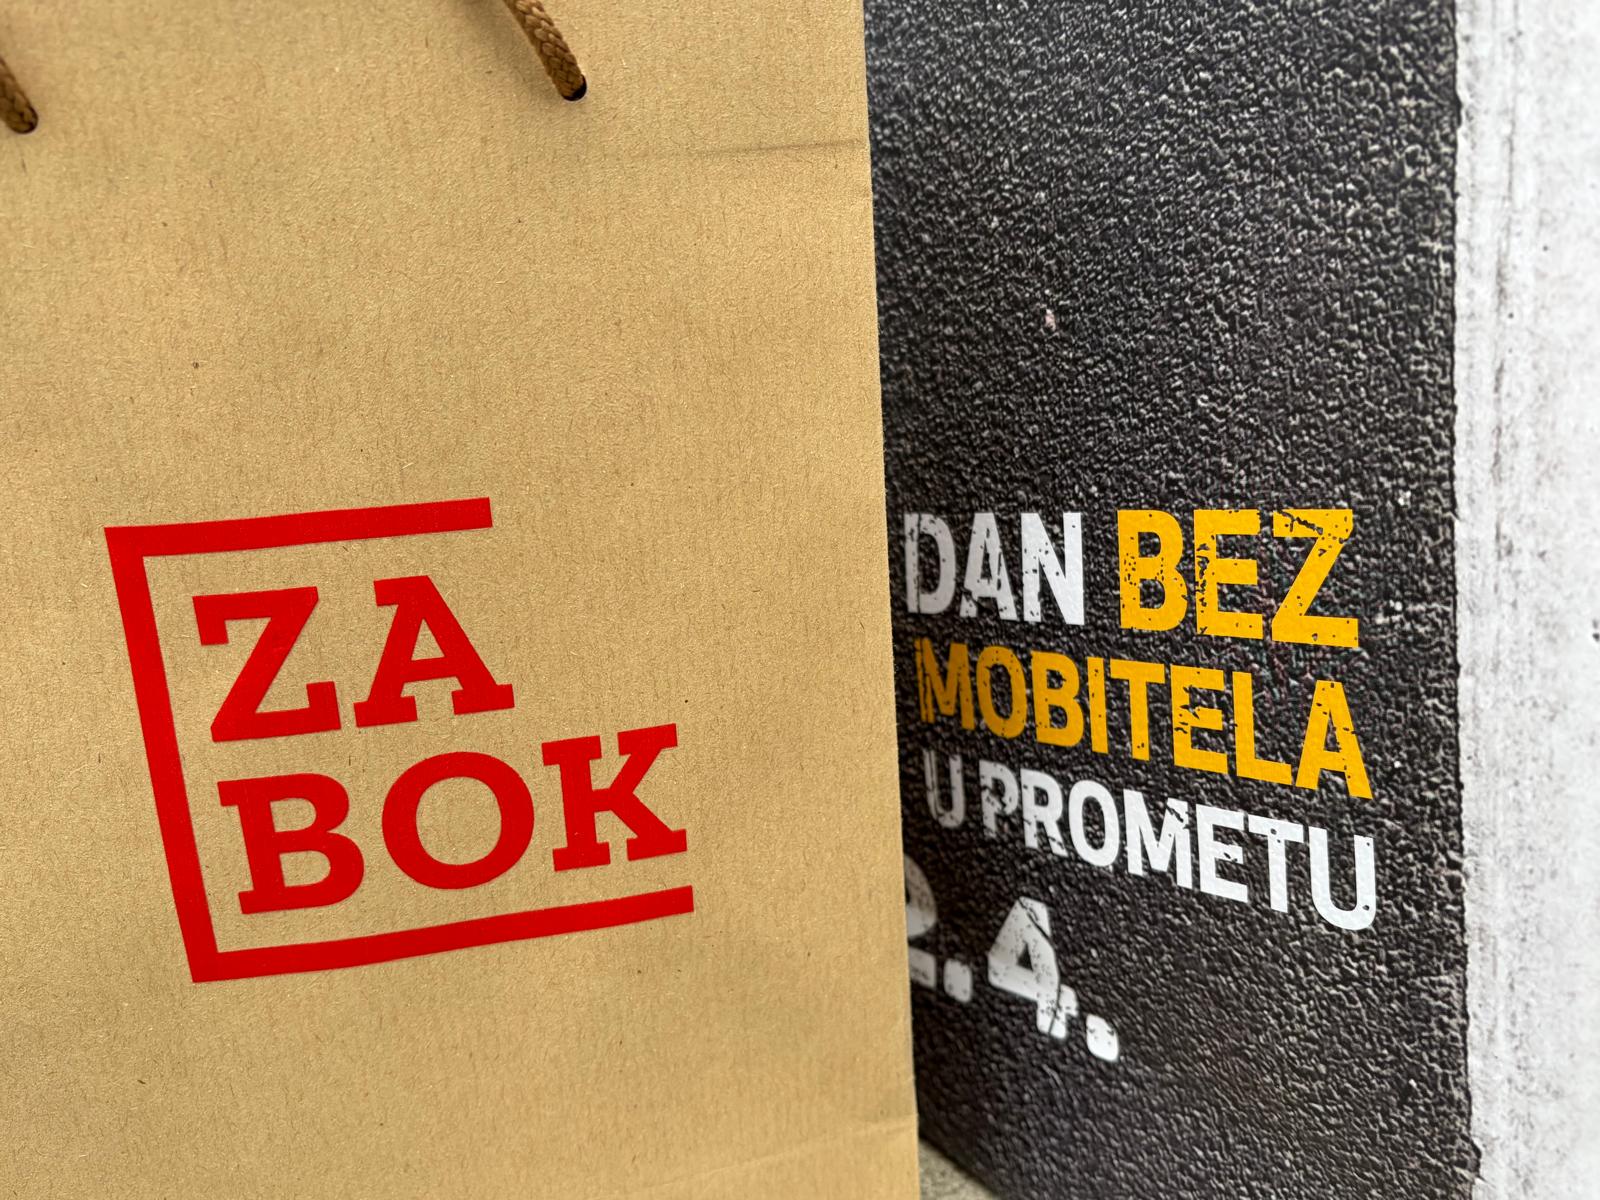 ZA
BOK
DAN BEZ
MOBITELA
U PROMETU
2.4.